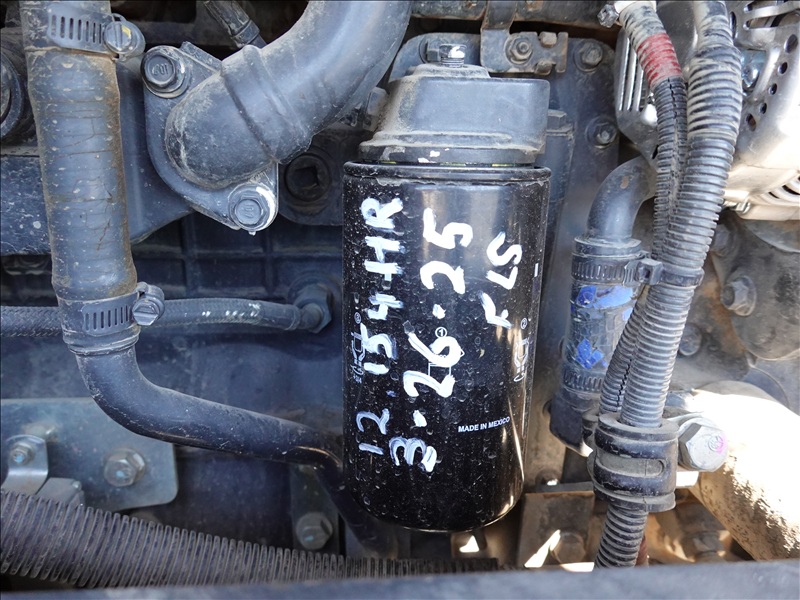 12,154 HR
3-26-25
FLS
MADE IN MEXICO